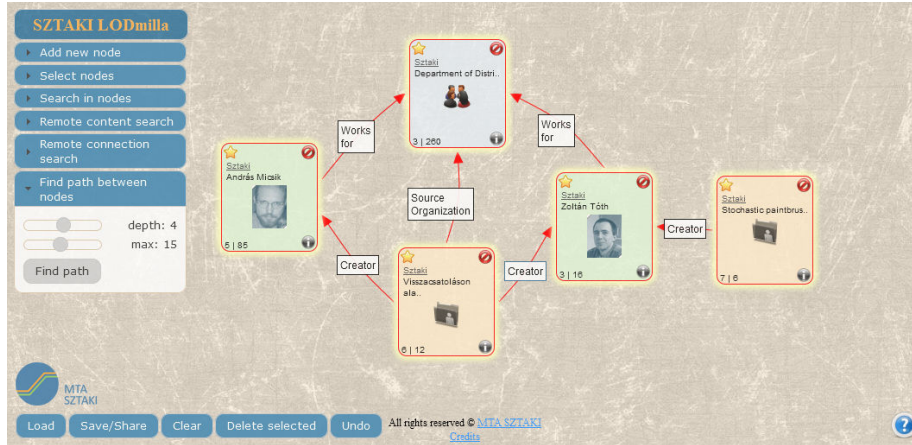 SZTAKI LODmilla
Add new node
Select nodes
Search in nodes
Remote content search
Remote connection
search
Find path between
nodes
depth: 4
max: 15
Find path
Sztaki
Department of Distri..
3 | 260
Works
for
Works
for
Sztaki
András Micsik
5 | 85
Source
Organization
Sztaki
Zoltán Tóth
3 | 16
Sztaki
Stochastic paintbrus..
7 | 6
Creator
Creator
Creator
Sztaki
Visszacsatoláson
ala..
6 | 12
MTA
SZTAKI
Load
Save/Share
Clear
Delete selected
Undo
All rights reserved © MTA SZTAKI
Credits
?